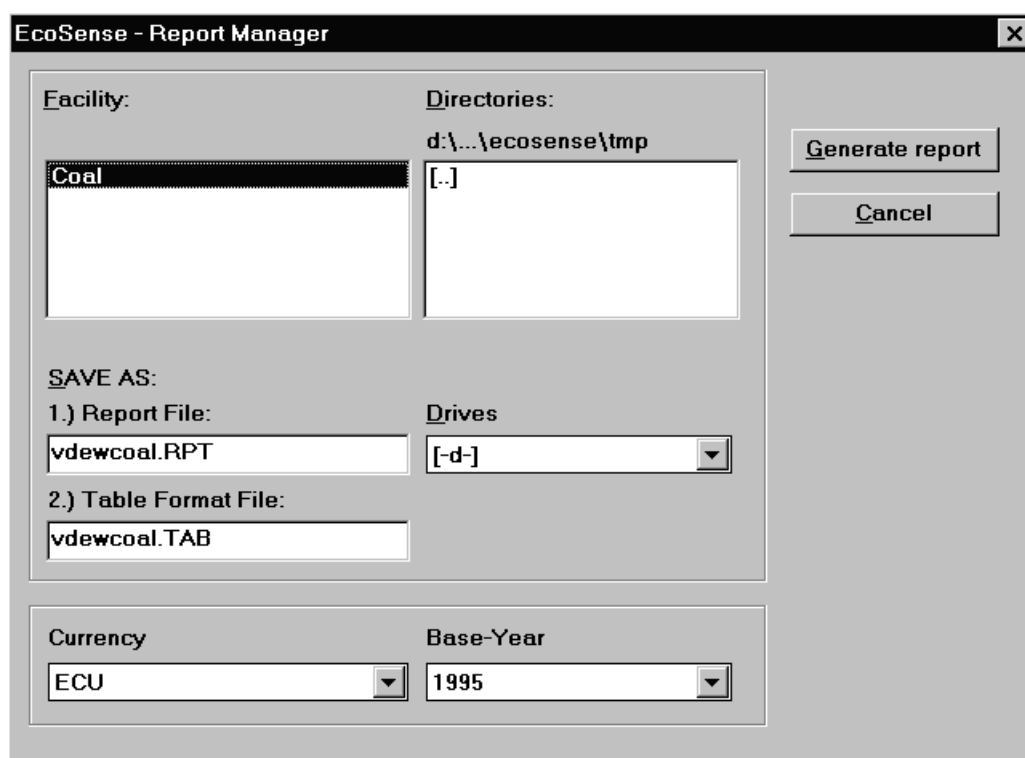 EcoSense - Report Manager
Facility:
Directories:
d:\...\ecosense\tmp
Coal
[..]
Generate report
Cancel
SAVE AS:
1.) Report File:
Drives
vdewcoal.RPT
[-d-]
2.) Table Format File:
vdewcoal.TAB
Currency
Base-Year
ECU
1995